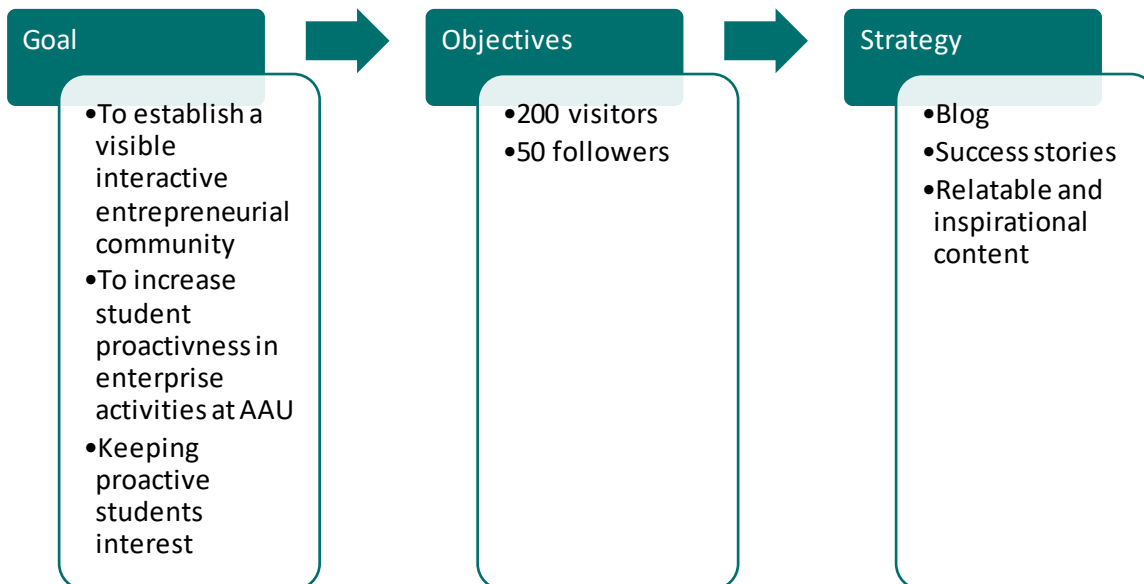 Goal
•To establish a
visible
interactive
entrepreneurial
community
•To increase
student
proactivness in
enterprise
activities at AAU
•Keeping
proactive
students
interest
Objectives
•200 visitors
•50 followers
Strategy
•Blog
•Success stories
•Relatable and
inspirational
content